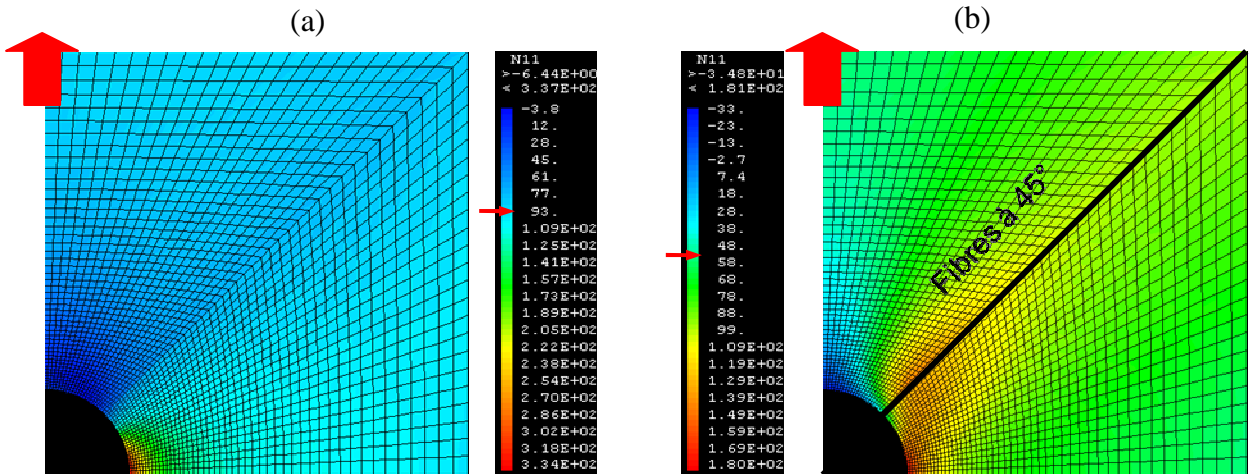 (a)
(b)
N11
>-6.44E+00
< 3.37E+02
-3.8
12.
28.
45.
61.
77.
93.
1.09E+02
1.25E+02
1.41E+02
1.57E+02
1.73E+02
1.89E+02
2.05E+02
2.22E+02
2.38E+02
2.54E+02
2.70E+02
2.86E+02
3.02E+02
3.18E+02
3.34E+02
N11
>-3.48E+01
< 1.81E+02
-33.
-23.
-13.
-2.7
7.4
18.
28.
38.
48.
58.
68.
78.
88.
99.
1.09E+02
1.19E+02
1.29E+02
1.39E+02
1.49E+02
1.59E+02
1.69E+02
1.80E+02
Fibres à 45°